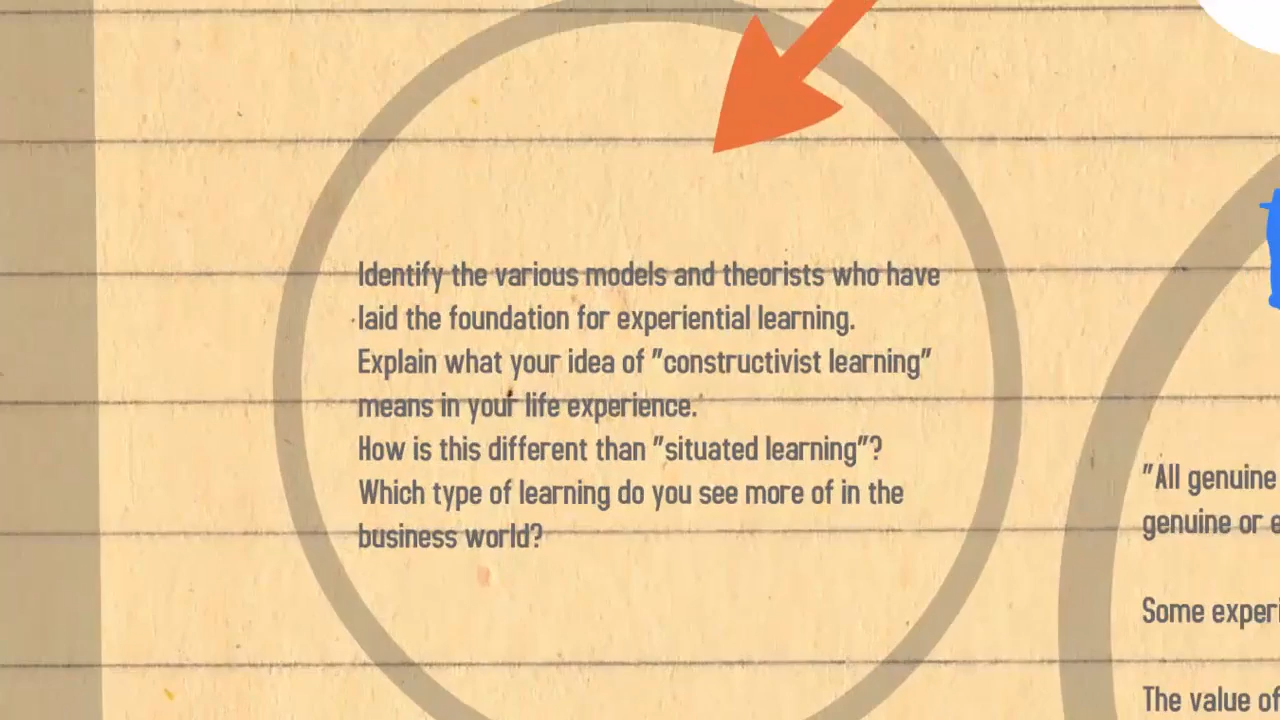 Identify the various models and theorists who have
laid the foundation for experiential learning.
Explain what your idea of "constructivist learning"
means in your life experience.
How is this different than "situated learning"?
Which type of learning do you see more of in the
business world?
"All genuine
genuine or e
Some experi
The value of